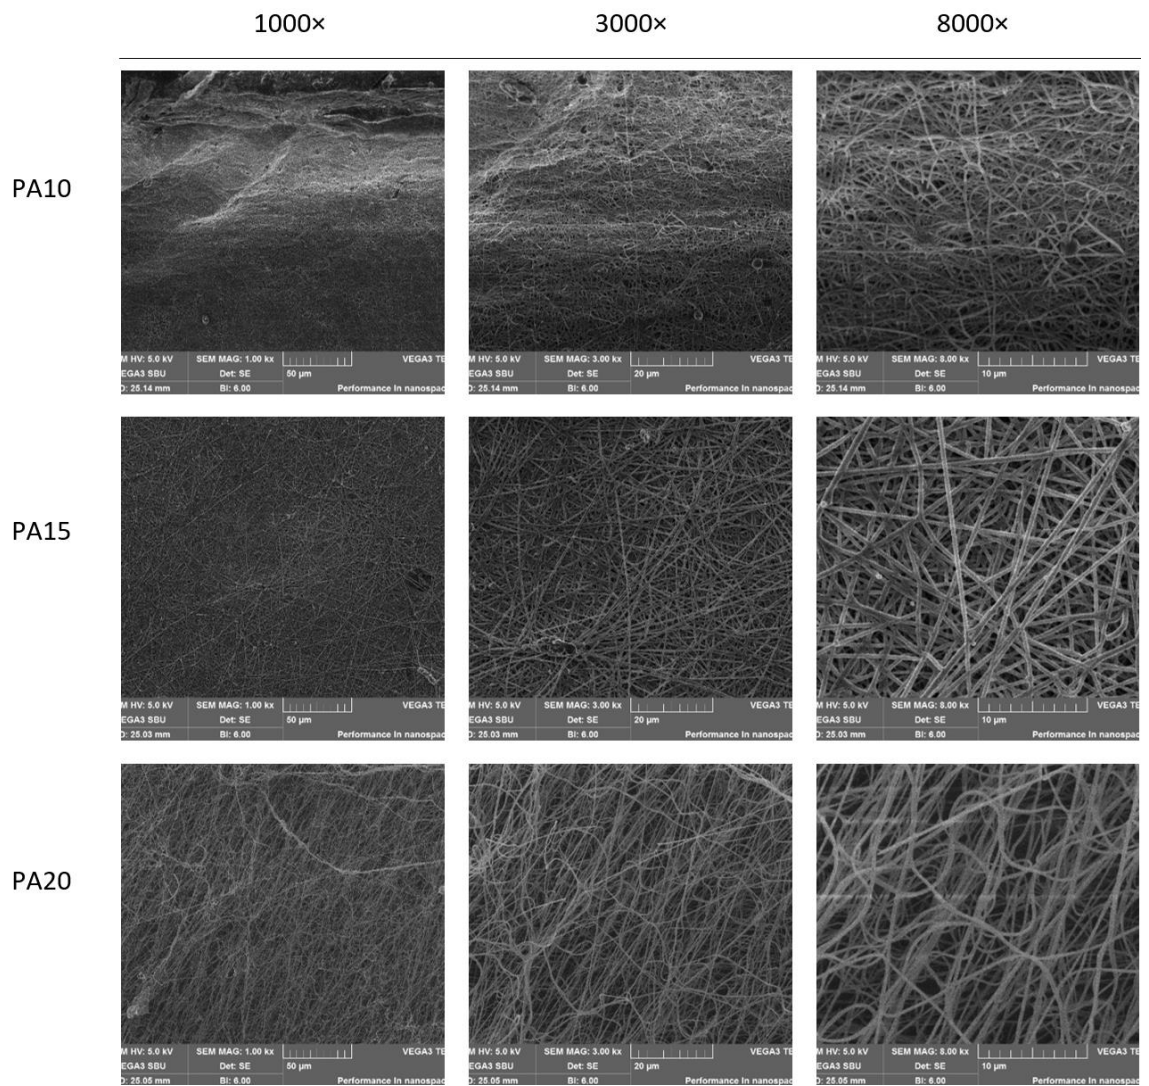 1000× 3000× 8000×
PA10
M HV: 5.0 kV SEM MAG: 1.00 kx VEGA3 TE
EGA3 SBU Det: SE 50 µm
D: 25.14 mm BI: 6.00 Performance in nanospac
M HV: 5.0 kV SEM MAG: 3.00 kx VEGA3 TE
EGA3 SBU Det: SE 20 µm
D: 25.14 mm BI: 6.00 Performance in nanospac
M HV: 5.0 kV SEM MAG: 8.00 kx VEGA3 TE
EGA3 SBU Det: SE 10 µm
D: 25.14 mm BI: 6.00 Performance in nanospac
PA15
M HV: 5.0 kV SEM MAG: 1.00 kx VEGA3 TE
EGA3 SBU Det: SE 50 µm
D: 25.03 mm BI: 6.00 Performance in nanospac
M HV: 5.0 kV SEM MAG: 3.00 kx VEGA3 TE
EGA3 SBU Det: SE 20 µm
D: 25.03 mm BI: 6.00 Performance in nanospac
M HV: 5.0 kV SEM MAG: 8.00 kx VEGA3 TE
EGA3 SBU Det: SE 10 µm
D: 25.03 mm BI: 6.00 Performance in nanospac
PA20
M HV: 5.0 kV SEM MAG: 1.00 kx VEGA3 TE
EGA3 SBU Det: SE 50 µm
D: 25.05 mm BI: 6.00 Performance in nanospac
M HV: 5.0 kV SEM MAG: 3.00 kx VEGA3 TE
EGA3 SBU Det: SE 20 µm
D: 25.05 mm BI: 6.00 Performance in nanospac
M HV: 5.0 kV SEM MAG: 8.00 kx VEGA3 TE
EGA3 SBU Det: SE 10 µm
D: 25.05 mm BI: 6.00 Performance in nanospac